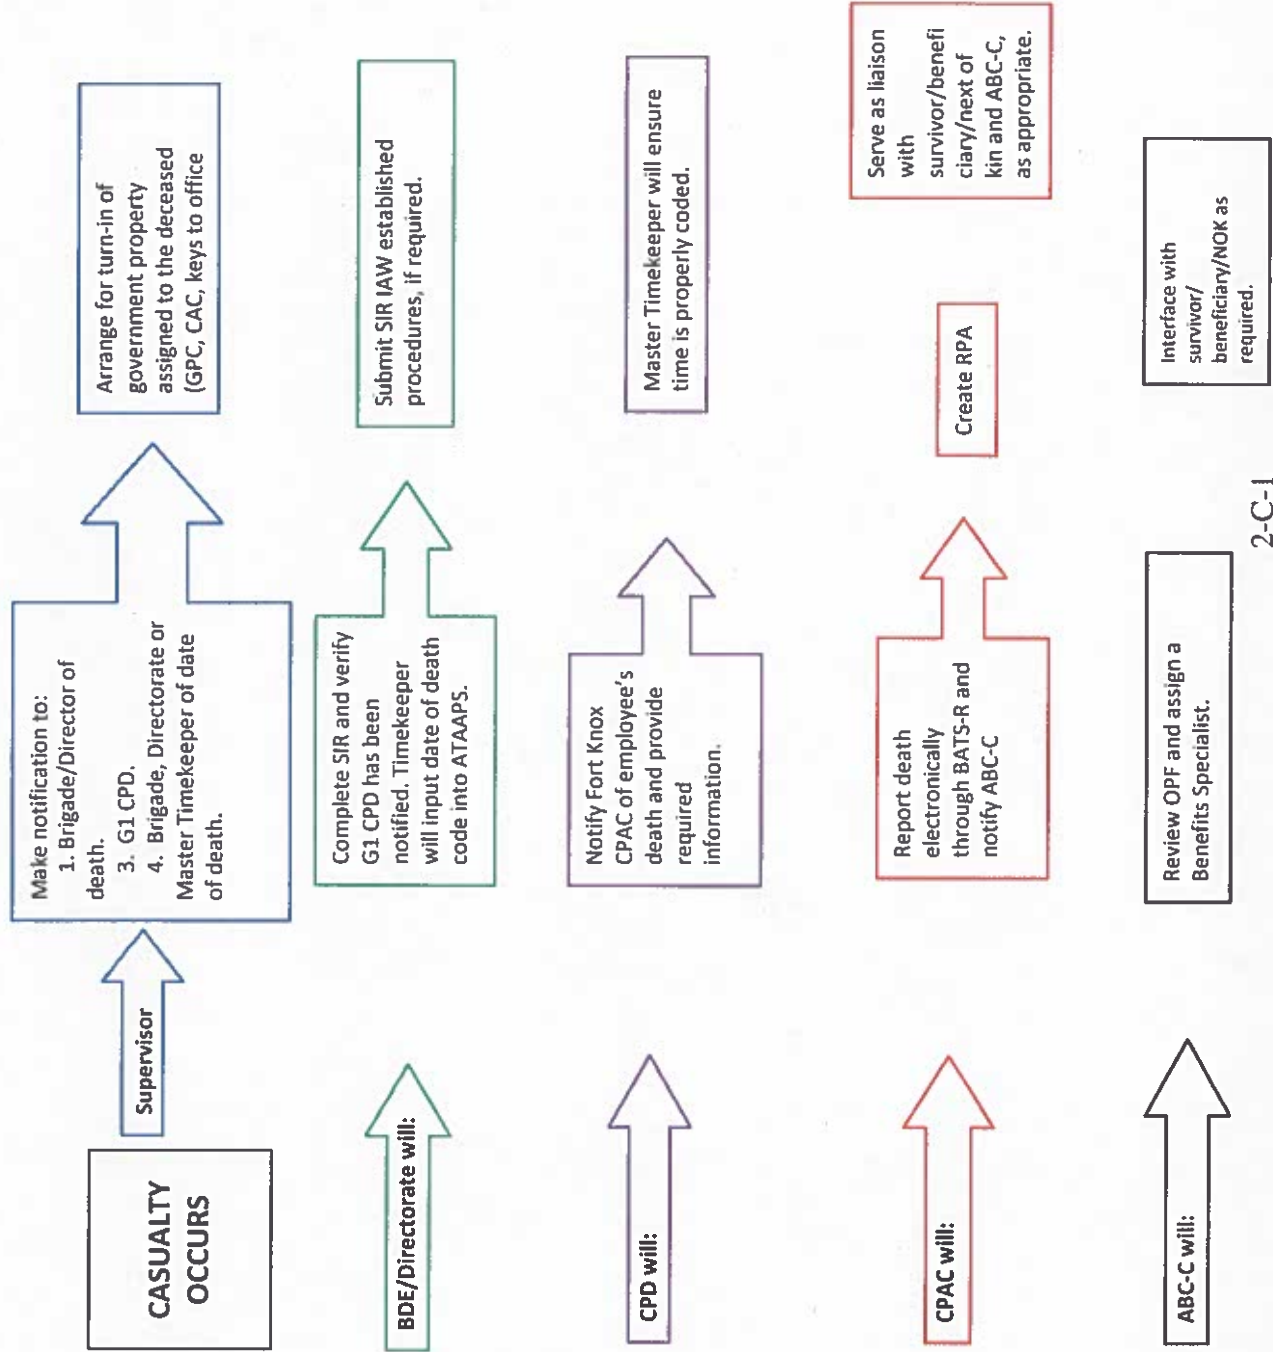 CASUALTY
OCCURS
Supervisor
Make notification to:
1. Brigade/Director of
death.
3. G1 CPD.
4. Brigade, Directorate or
Master Timekeeper of date
of death.
Arrange for turn-in of
government property
assigned to the deceased
(GPC, CAC, keys to office
BDE/Directorate will:
Complete SIR and verify
G1 CPD has been
notified. Timekeeper
will input date of death
code into ATAAPS.
Submit SIR IAW established
procedures, if required.
CPD will:
Notify Fort Knox
CPAC of employee's
death and provide
required
information.
Master Timekeeper will ensure
time is properly coded.
CPAC will:
Report death
electronically
through BATS-R and
notify ABC-C
Create RPA
Serve as liaison
with
survivor/benefi
ciary/next of
kin and ABC-C,
as appropriate.
ABC-C will:
Review OPF and assign a
Benefits Specialist.
Interface with
survivor/
beneficiary/NOK as
required.
2-C-1